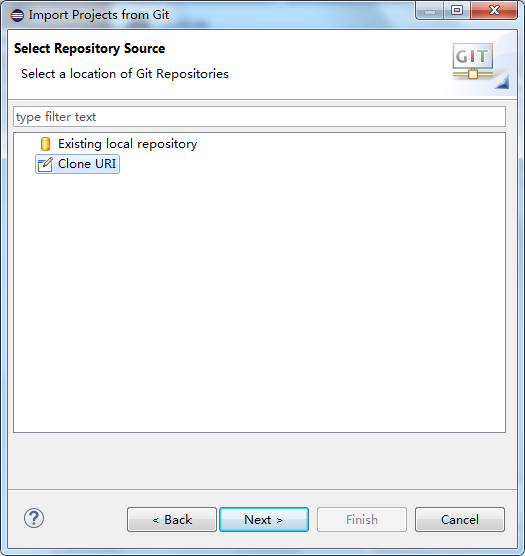 Import Projects from Git
Select Repository Source
Select a location of Git Repositories
GIT
type filter text
Existing local repository
Clone URI
?
< Back
Next >
Finish
Cancel